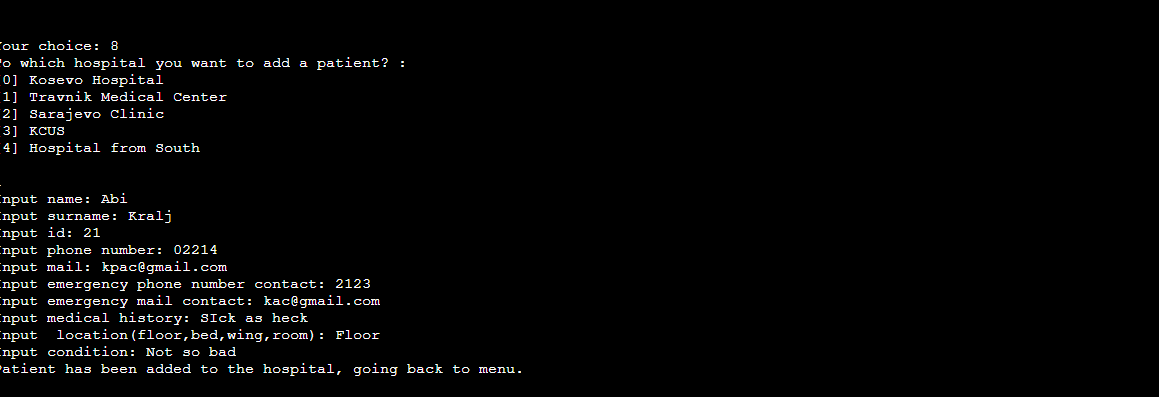 our choice: 8
o which hospital you want to add a patient? :
0] Kosevo Hospital
1] Travnik Medical Center
2] Sarajevo Clinic
3] KCUS
4] Hospital from South
nput name: Abi
nput surname: Kralj
nput id: 21
nput phone number: 02214
nput mail: kpac@gmail.com
nput emergency phone number contact: 2123
nput emergency mail contact: kac@gmail.com
nput medical history: SIck as heck
nput  location(floor,bed,wing,room): Floor
nput condition: Not so bad
atient has been added to the hospital, going back to menu.